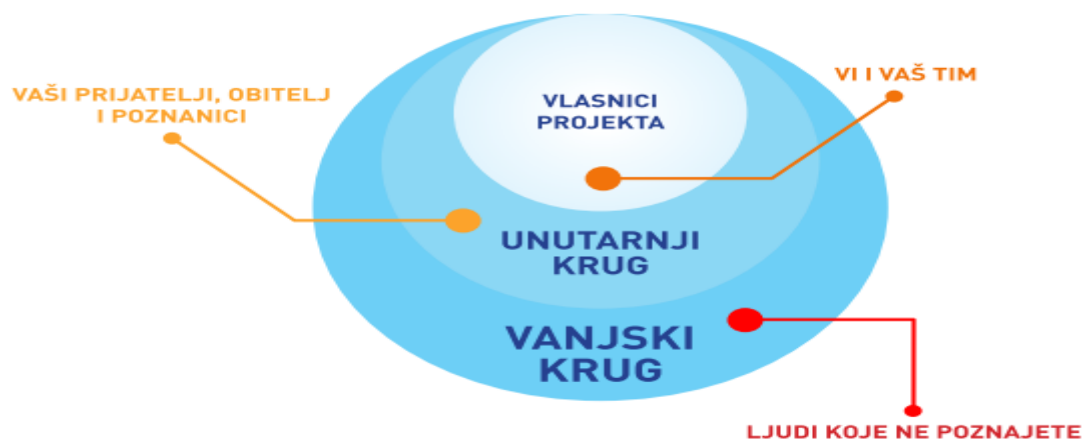 VI I VAŠ TIM
VAŠI PRIJATELJI, OBITELJ
I POZNANICI
VLASNICI
PROJEKTA
UNUTARNJI
KRUG
VANJSKI
KRUG
LJUDI KOJE NE POZNAJETE